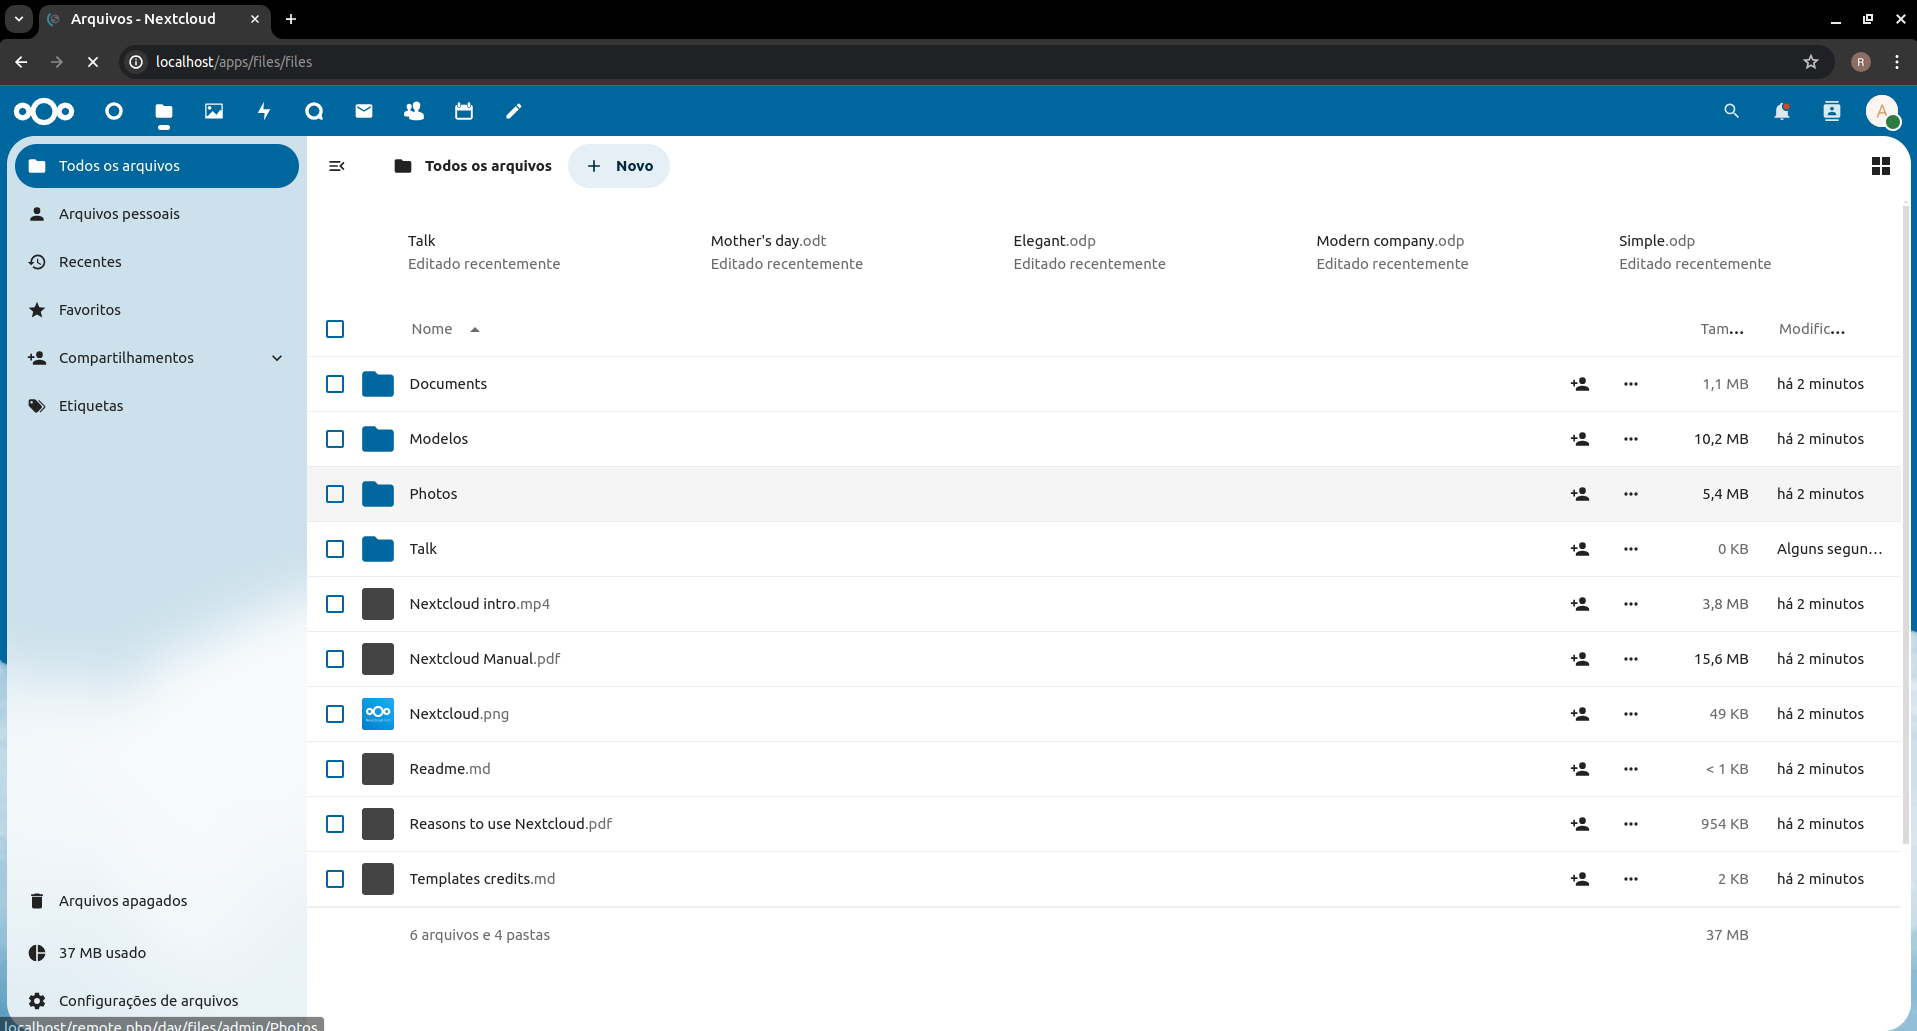 Arquivos - Nextcloud
localhost/apps/files/files
R
A
Todos os arquivos
Arquivos pessoais
Recentes
Favoritos
Compartilhamentos
Etiquetas
Arquivos apagados
37 MB usado
Configurações de arquivos
localhost/remote.php/dav/files/admin/Photos
Todos os arquivos
+ Novo
Talk
Editado recentemente
Mother's day.odt
Editado recentemente
Elegant.odp
Editado recentemente
Modern company.odp
Editado recentemente
Simple.odp
Editado recentemente
Nome Tam... Modific...
Documents 1,1 MB há 2 minutos
Modelos 10,2 MB há 2 minutos
Photos 5,4 MB há 2 minutos
Talk 0 KB Alguns segun...
Nextcloud intro.mp4 3,8 MB há 2 minutos
Nextcloud Manual.pdf 15,6 MB há 2 minutos
Nextcloud.png 49 KB há 2 minutos
Readme.md < 1 KB há 2 minutos
Reasons to use Nextcloud.pdf 954 KB há 2 minutos
Templates credits.md 2 KB há 2 minutos
6 arquivos e 4 pastas 37 MB